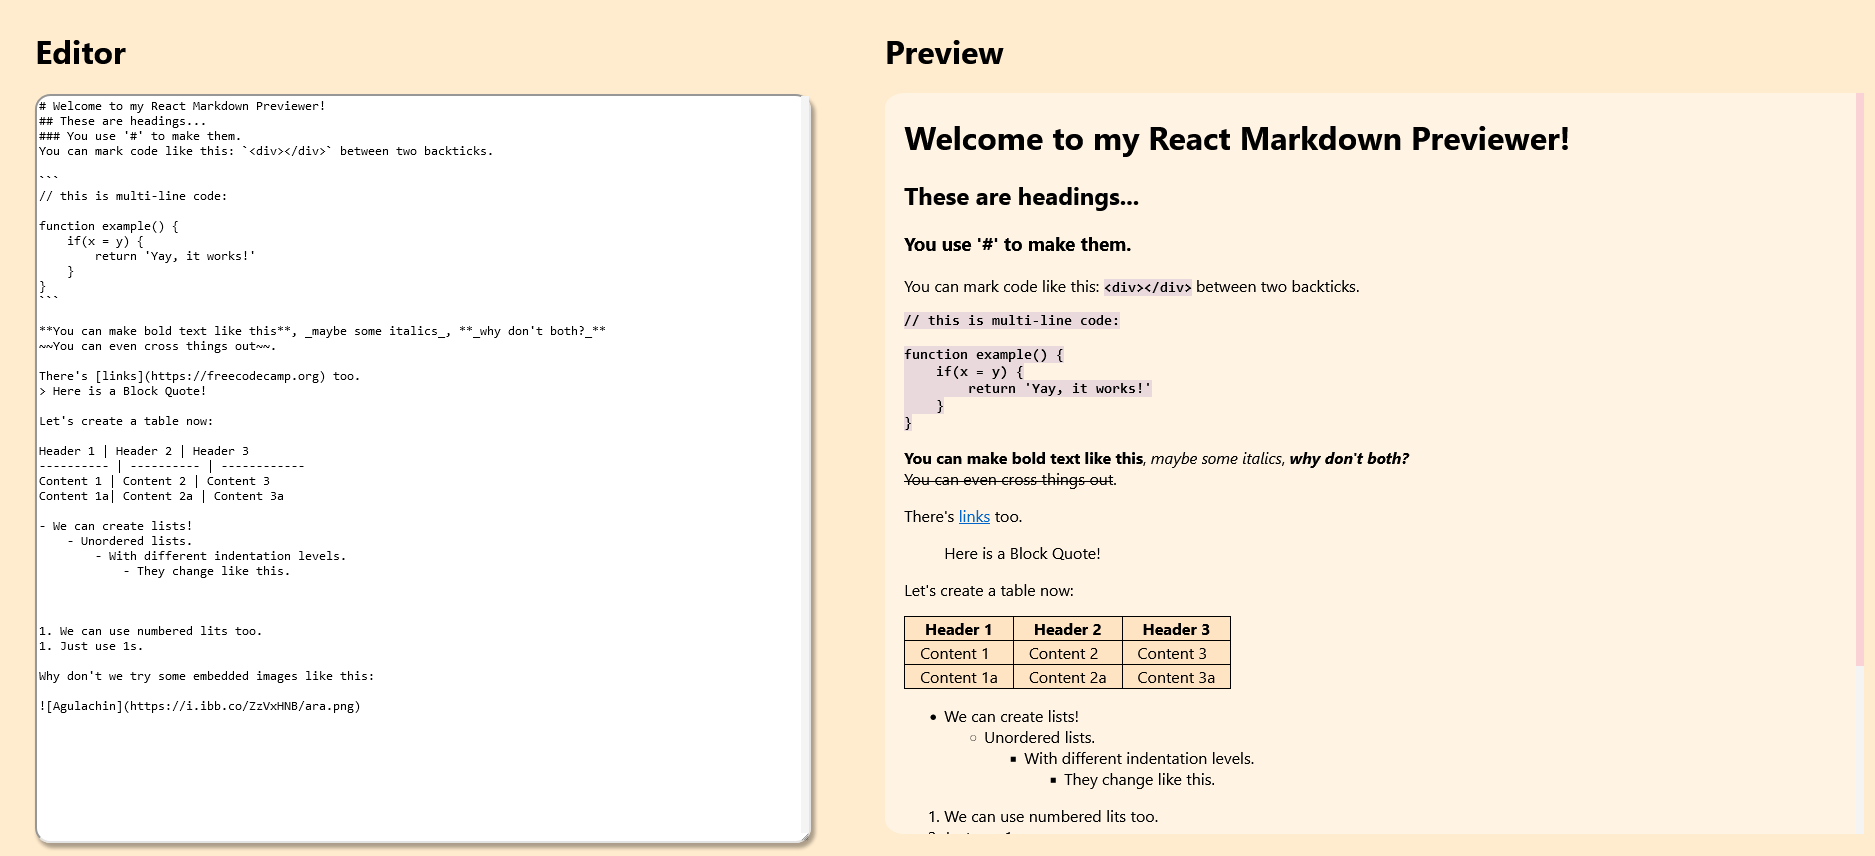 Editor
# Welcome to my React Markdown Previewer!
## These are headings...
### You use '#' to make them.
You can mark code like this: `<div></div>` between two backticks.
```
// this is multi-line code:
function example() {
    if(x = y) {
        return 'Yay, it works!'
    }
}
```
**You can make bold text like this**, _maybe some italics_, **_why don't both?_**
~~You can even cross things out~~.
There's [links](https://freecodecamp.org) too.
> Here is a Block Quote!
Let's create a table now:
Header 1 | Header 2 | Header 3
---------- | ---------- | ------------
Content 1 | Content 2 | Content 3
Content 1a| Content 2a | Content 3a
- We can create lists!
    - Unordered lists.
        - With different indentation levels.
            - They change like this.
1. We can use numbered lits too.
1. Just use 1s.
Why don't we try some embedded images like this:
![Agulachin](https://i.ibb.co/ZzVxHNB/ara.png)
Preview
Welcome to my React Markdown Previewer!
These are headings...
You use '#' to make them.
You can mark code like this: <div></div> between two backticks.
// this is multi-line code:
function example() {
    if(x = y) {
        return 'Yay, it works!'
    }
}
You can make bold text like this, maybe some italics, why don't both?
You can even cross things out.
There's links too.
Here is a Block Quote!
Let's create a table now:
Header 1 Header 2 Header 3
Content 1 Content 2 Content 3
Content 1a Content 2a Content 3a
• We can create lists!
○ Unordered lists.
▪ With different indentation levels.
▪ They change like this.
1. We can use numbered lits too.